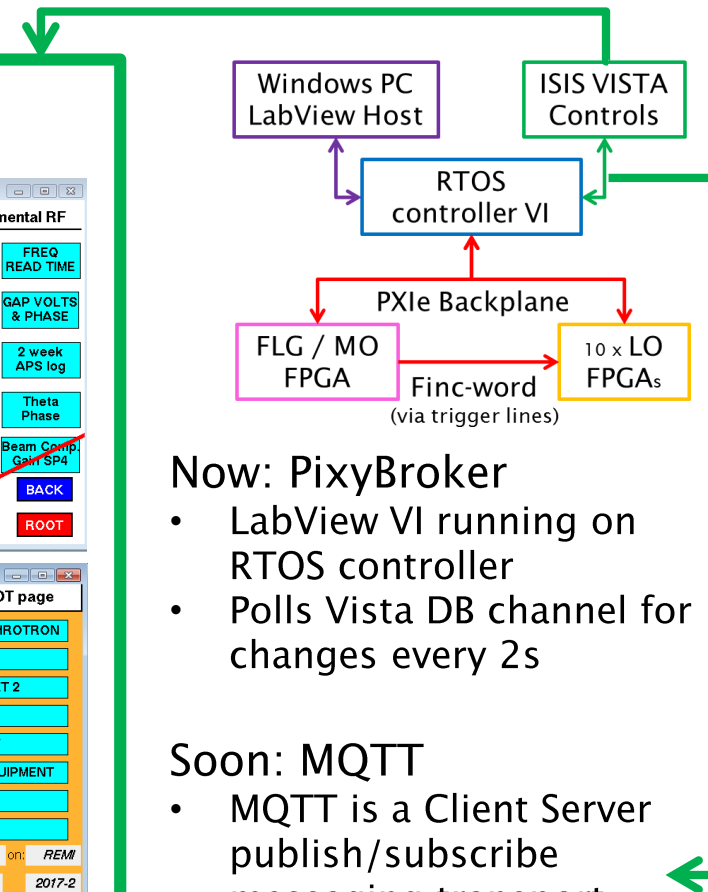 Windows PC
LabView Host
ISIS VISTA
Controls
RTOS
controller VI
PXIe Backplane
FLG / MO
FPGA
Finc-word
(via trigger lines)
10 x LO
FPGAs
Now: PixyBroker
• LabView VI running on
RTOS controller
• Polls Vista DB channel for
changes every 2s
Soon: MQTT
• MQTT is a Client Server
publish/subscribe
messaging transport
mental RF
FREQ
READ TIME
GAP VOLTS
& PHASE
2 week
APS log
Theta
Phase
Beam Comp.
Gain SP4
BACK
ROOT
OT page
HROTRON
T 2
UIPMENT
on: REMI
2017-2